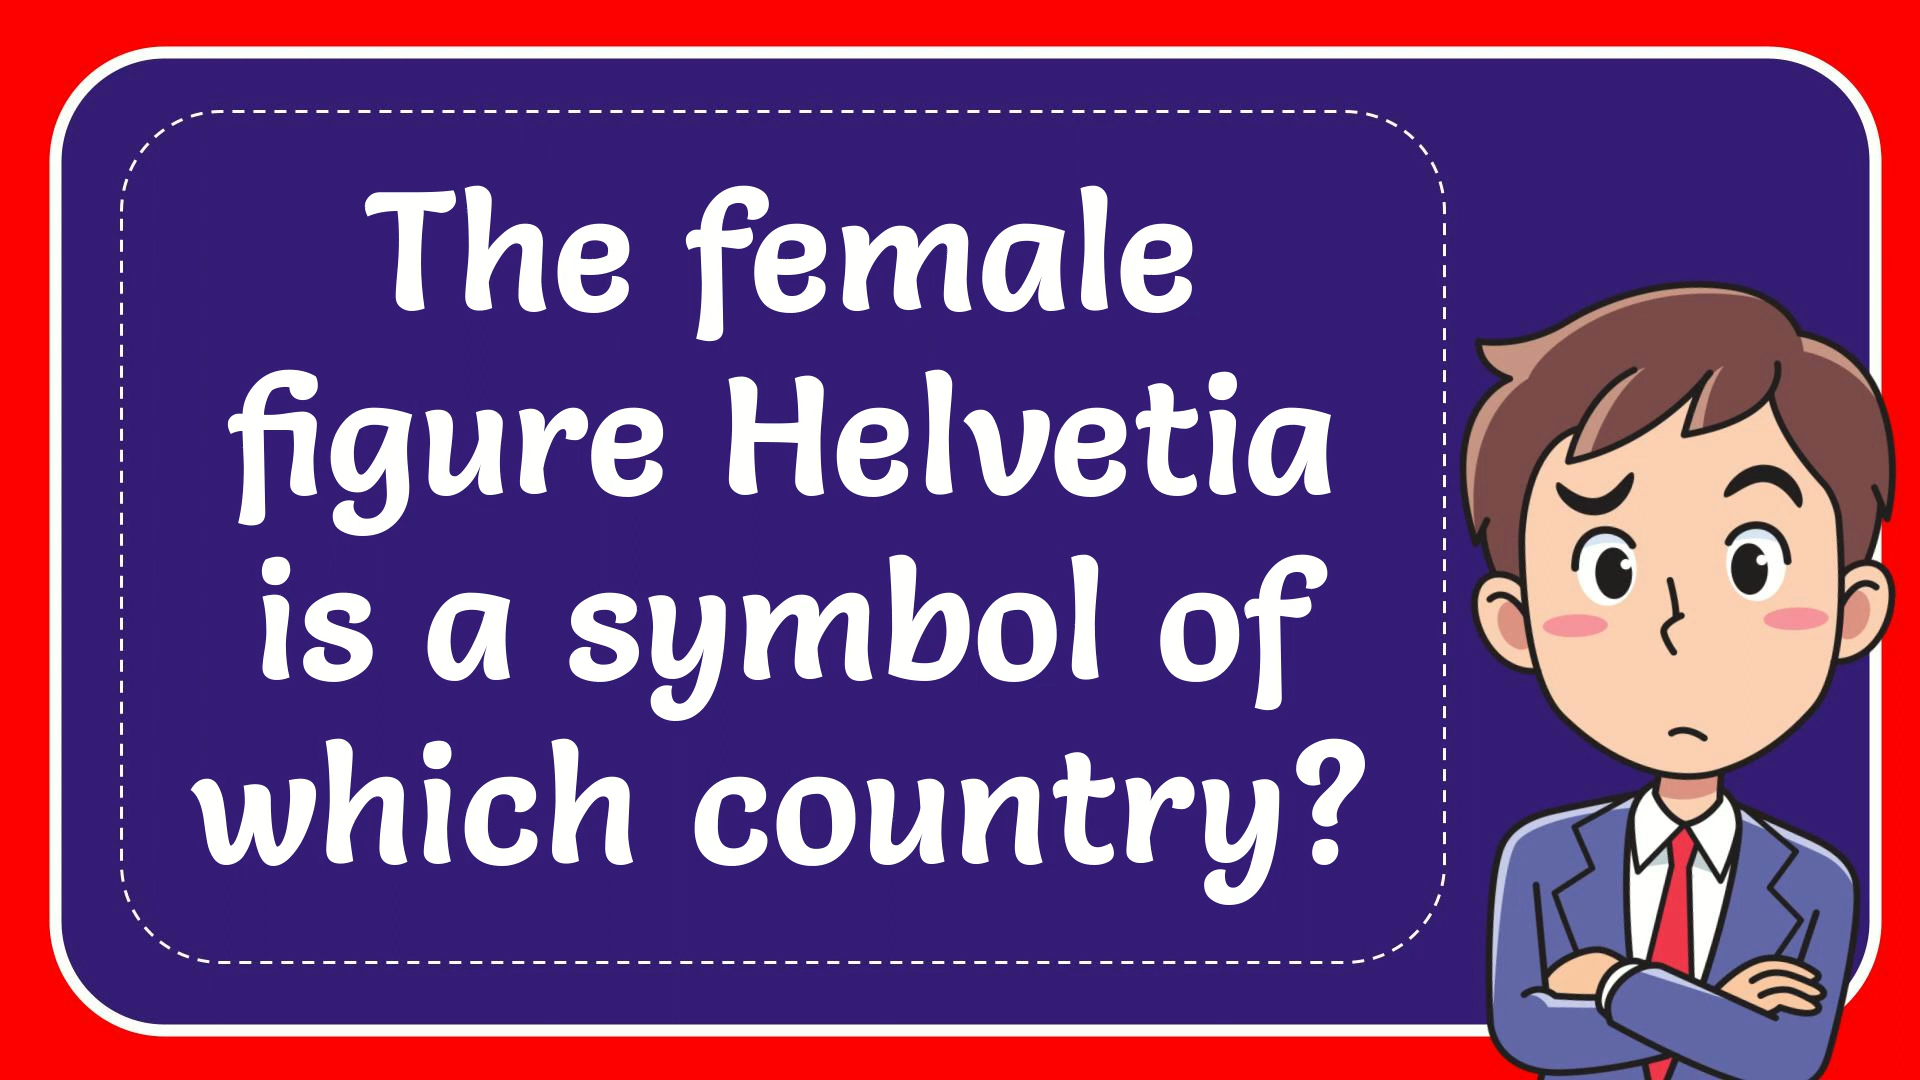 The female
figure Helvetia
is a symbol of
which country?